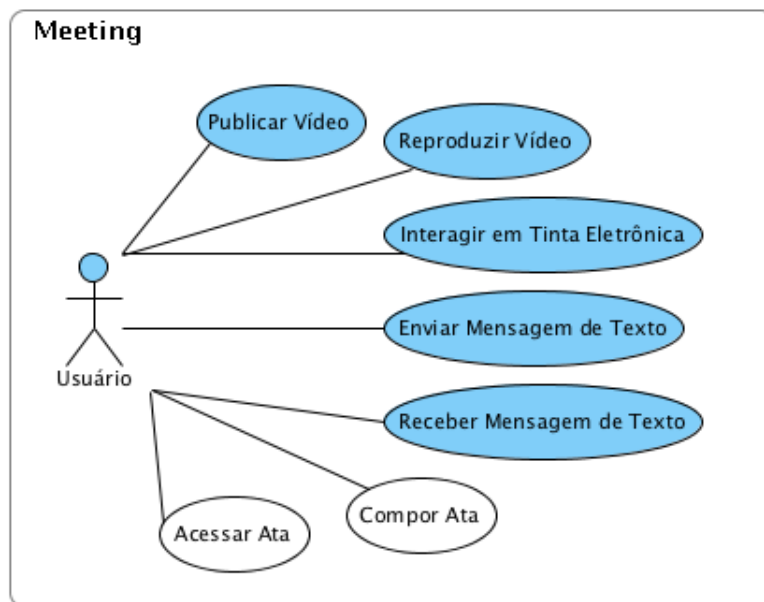 Meeting
Publicar Vídeo
Reproduzir Vídeo
Interagir em Tinta Eletrônica
Enviar Mensagem de Texto
Usuário
Receber Mensagem de Texto
Compor Ata
Acessar Ata